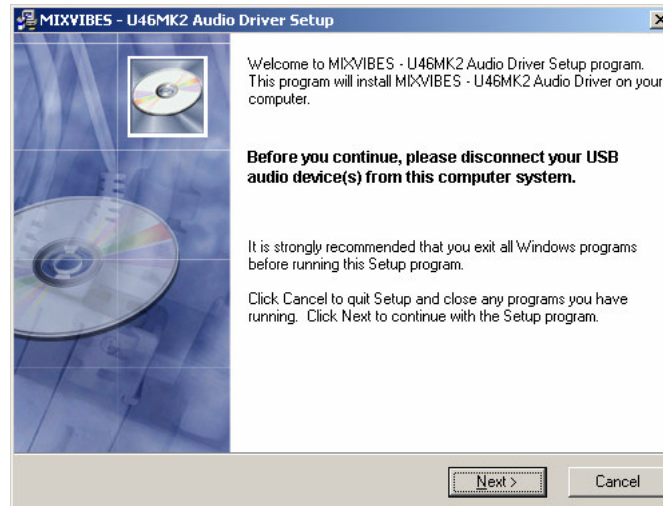 MIXVIBES - U46MK2 Audio Driver Setup
Welcome to MIXVIBES - U46MK2 Audio Driver Setup program.
This program will install MIXVIBES - U46MK2 Audio Driver on your
computer.
Before you continue, please disconnect your USB
audio device(s) from this computer system.
It is strongly recommended that you exit all Windows programs
before running this Setup program.
Click Cancel to quit Setup and close any programs you have
running. Click Next to continue with the Setup program.
Next > Cancel